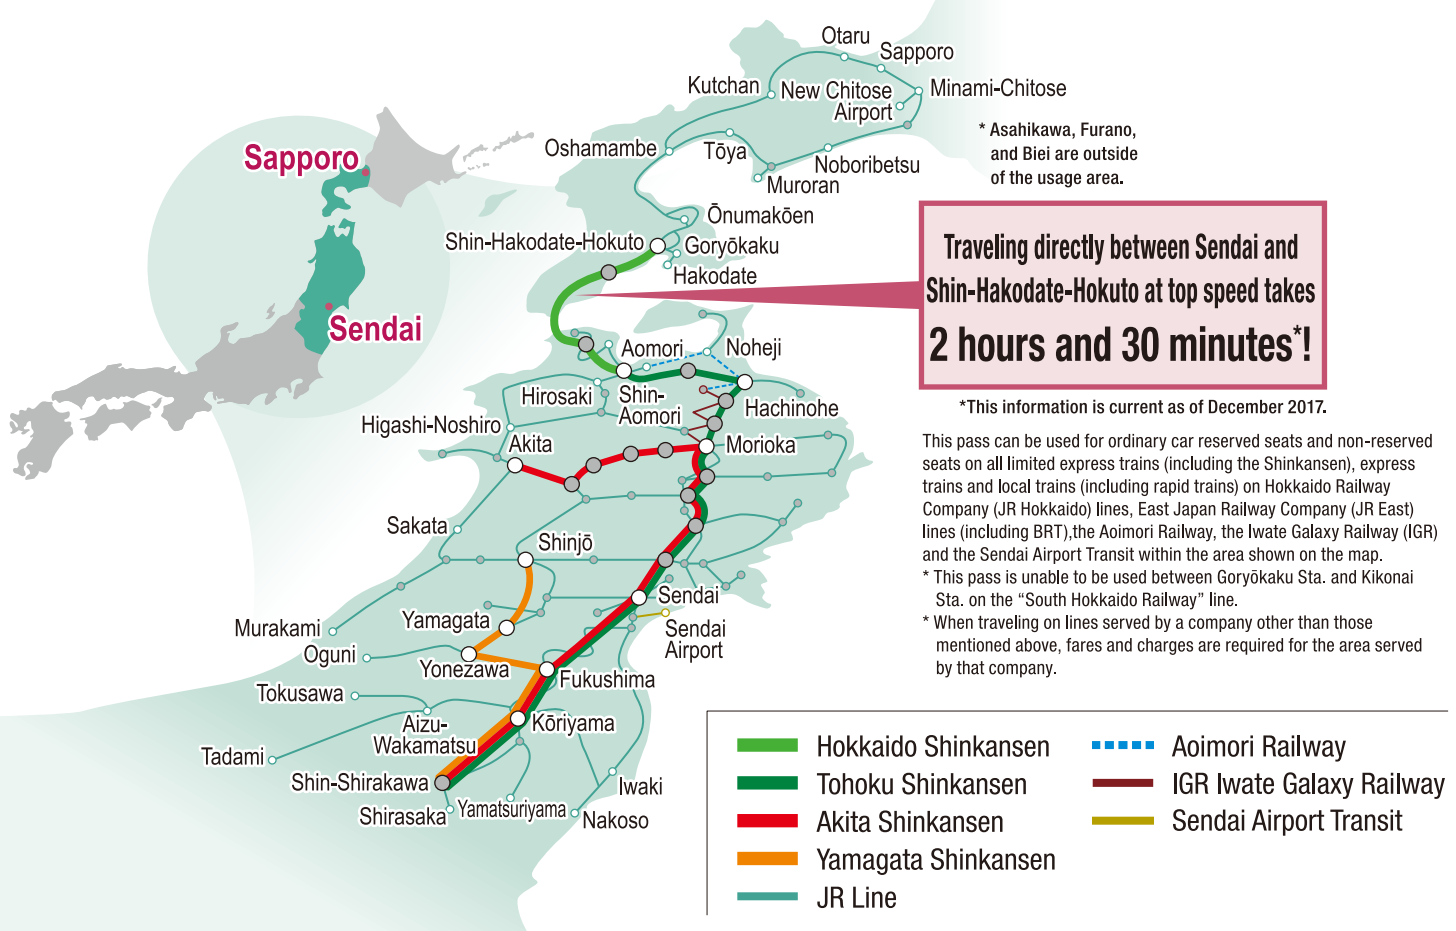 Otaru
Sapporo
Kutchan
New Chitose
Airport
Minami-Chitose
* Asahikawa, Furano,
and Biei are outside
of the usage area.
Oshamambe
Tōya
Noboribetsu
Muroran
Sapporo
Sendai
Ōnumakōen
Shin-Hakodate-Hokuto
Goryōkaku
Hakodate
Traveling directly between Sendai and
Shin-Hakodate-Hokuto at top speed takes
2 hours and 30 minutes*!
*This information is current as of December 2017.
Aomori
Noheji
Hirosaki
Shin-
Aomori
Hachinohe
Higashi-Noshiro
Akita
Morioka
Sakata
Shinjō
Sendai
Sendai
Airport
Murakami
Yamagata
Oguni
Yonezawa
Fukushima
Tokusawa
Aizu-
Wakamatsu
Kōriyama
Tadami
Shin-Shirakawa
Shirasaka
Yamatsuriyama
Iwaki
Nakoso
This pass can be used for ordinary car reserved seats and non-reserved
seats on all limited express trains (including the Shinkansen), express
trains and local trains (including rapid trains) on Hokkaido Railway
Company (JR Hokkaido) lines, East Japan Railway Company (JR East)
lines (including BRT),the Aoimori Railway, the Iwate Galaxy Railway (IGR)
and the Sendai Airport Transit within the area shown on the map.
* This pass is unable to be used between Goryōkaku Sta. and Kikonai
Sta. on the “South Hokkaido Railway” line.
* When traveling on lines served by a company other than those
mentioned above, fares and charges are required for the area served
by that company.
Hokkaido Shinkansen
Tohoku Shinkansen
Akita Shinkansen
Yamagata Shinkansen
JR Line
Aoimori Railway
IGR Iwate Galaxy Railway
Sendai Airport Transit